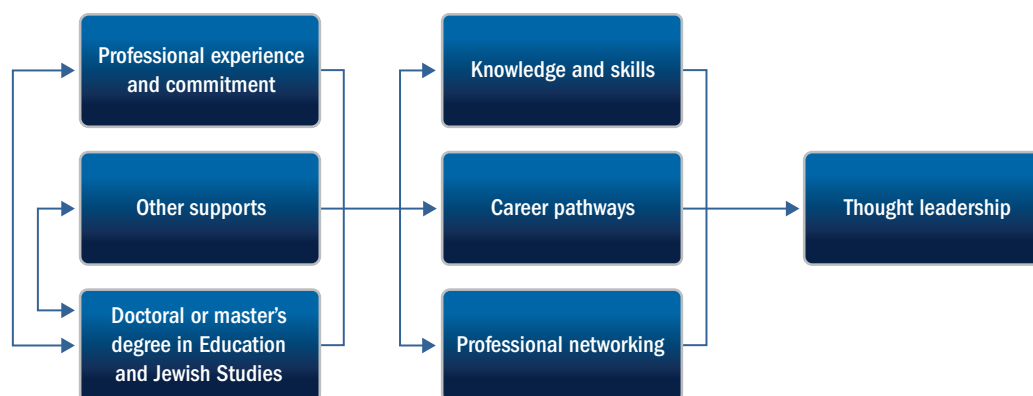 Professional experience
and commitment
Knowledge and skills
Other supports
Career pathways
Thought leadership
Doctoral or master’s
degree in Education
and Jewish Studies
Professional networking